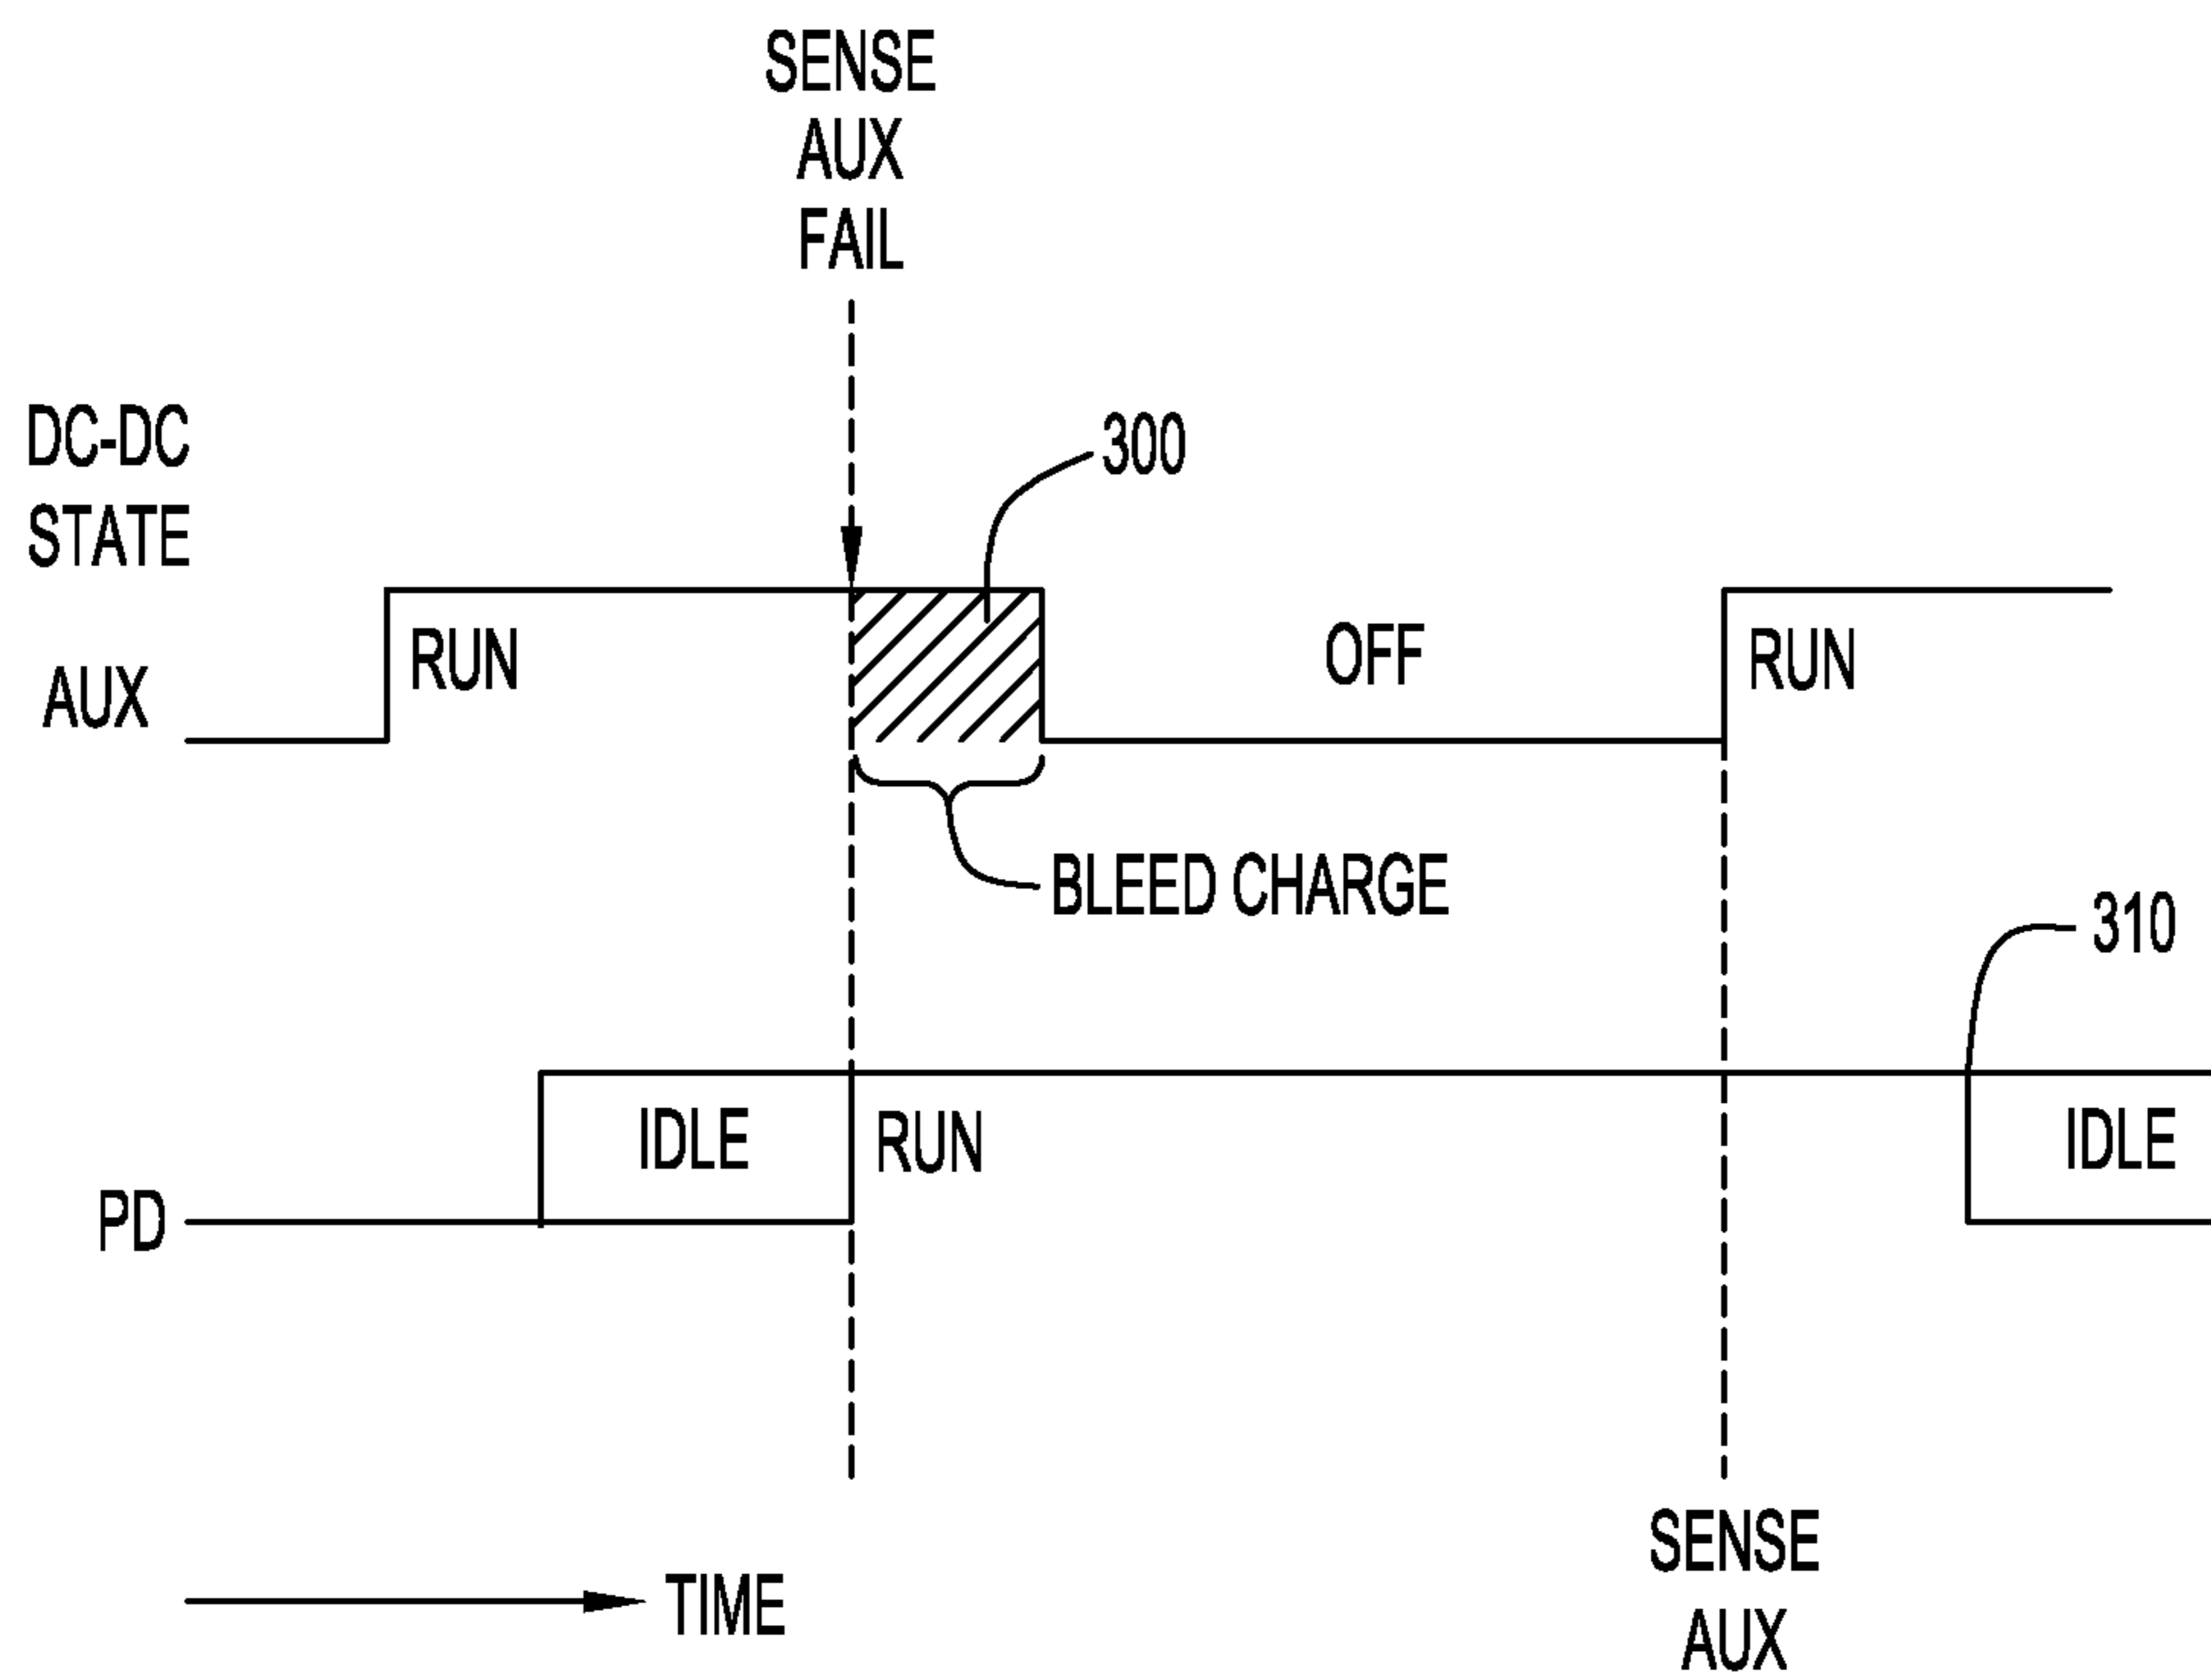 SENSE
AUX
FAIL
DC-DC
STATE
300
AUX
RUN
OFF
RUN
BLEED CHARGE
310
IDLE
RUN
IDLE
PD
TIME
SENSE
AUX